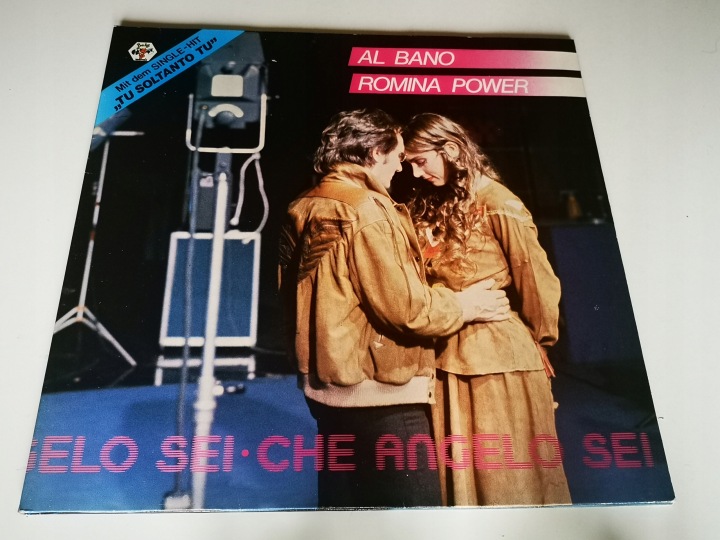 Mit dem SINGLE-HIT
„TU SOLTANTO TU”
AL BANO
ROMINA POWER
GELO SEI · CHE ANGELO SEI